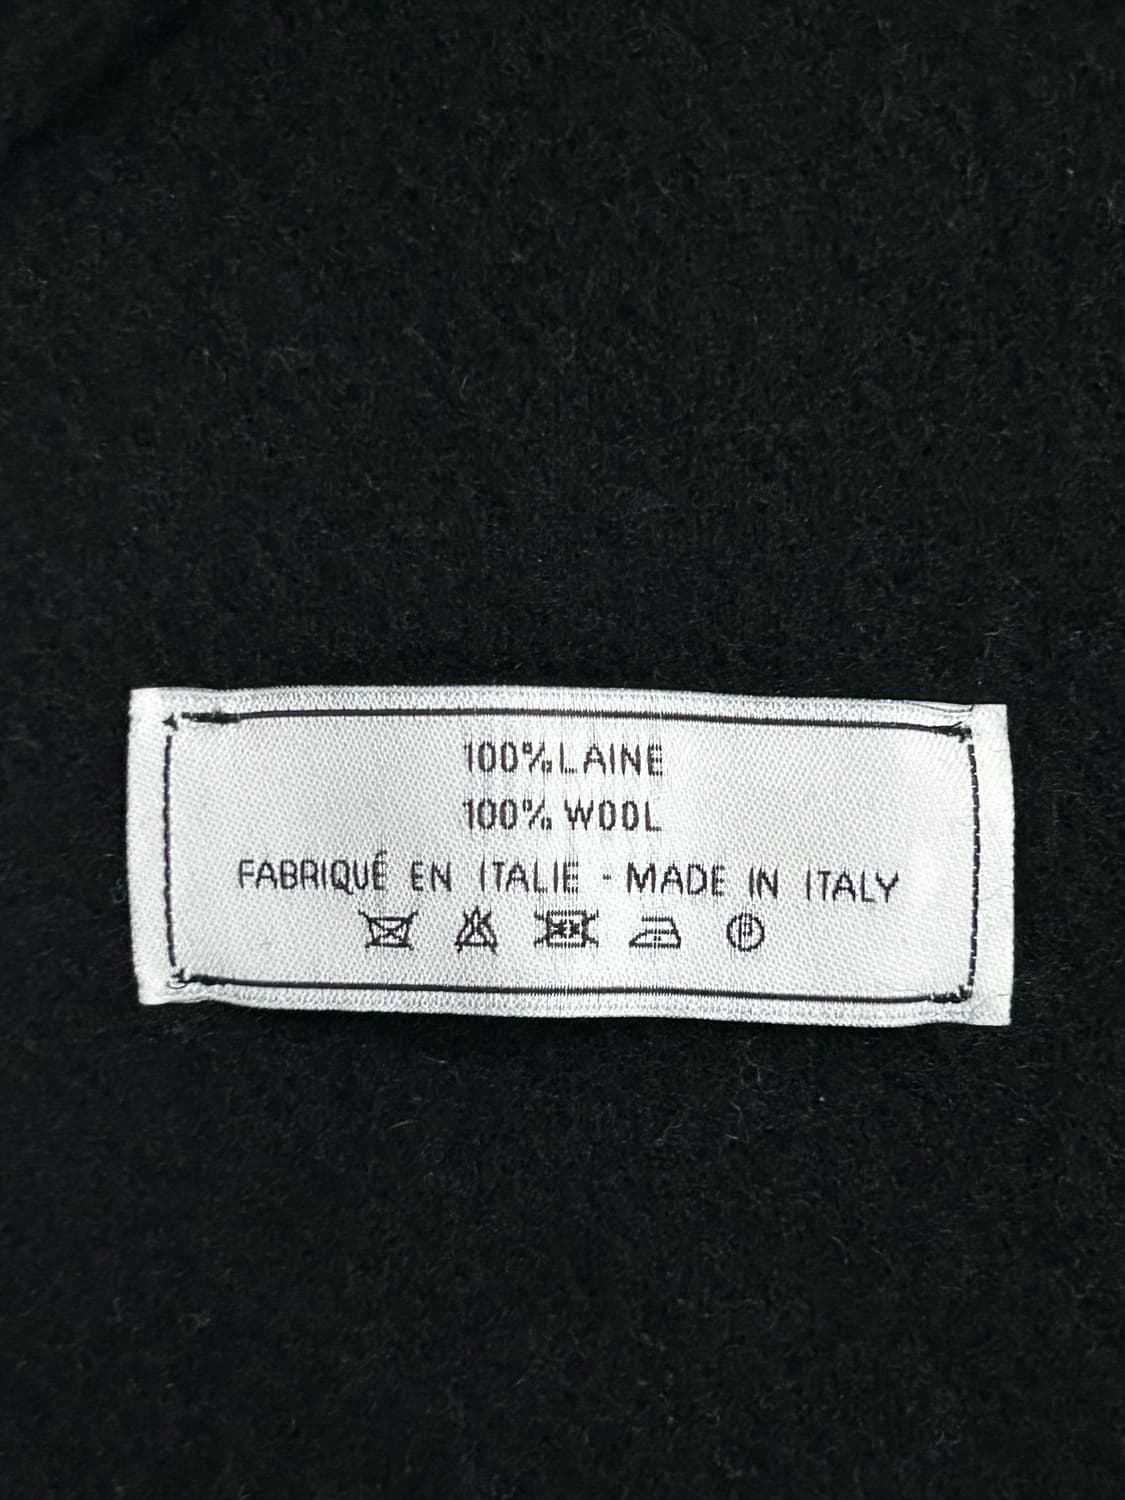 100% LAINE
100% WOOL
FABRIQUÉ EN ITALIE - MADE IN ITALY
P